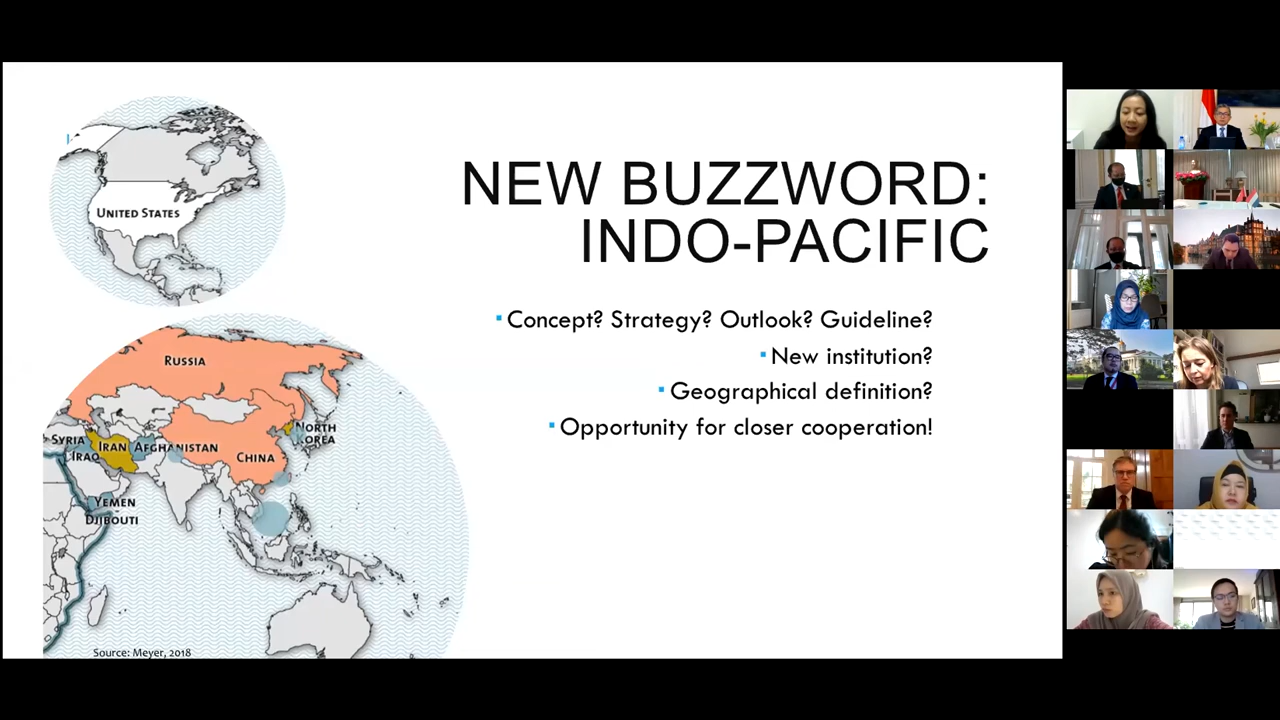 NEW BUZZWORD:
INDO-PACIFIC
Concept? Strategy? Outlook? Guideline?
New institution?
Geographical definition?
Opportunity for closer cooperation!
UNITED STATES
RUSSIA
NORTH
KOREA
SYRIA
IRAN
AFGHANISTAN
IRAQ
CHINA
YEMEN
DJIBOUTI
Source: Meyer, 2018